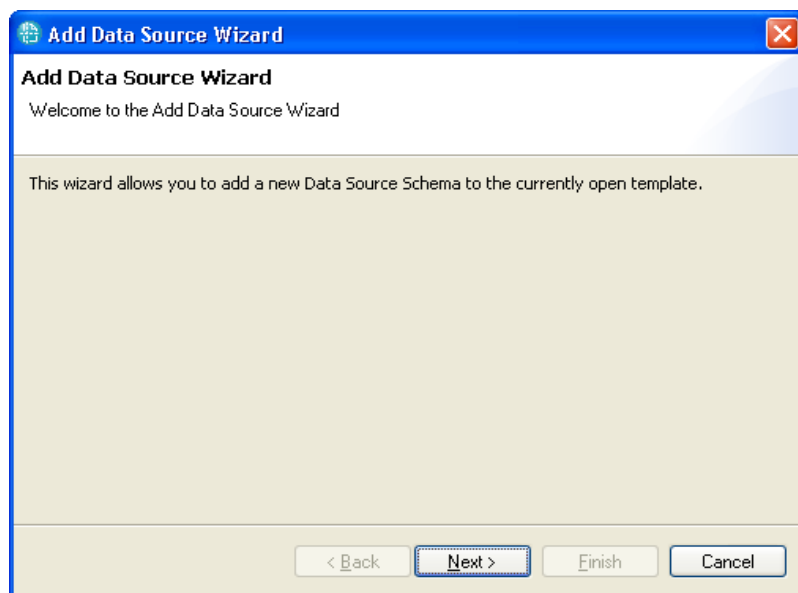 Add Data Source Wizard
Add Data Source Wizard
Welcome to the Add Data Source Wizard
This wizard allows you to add a new Data Source Schema to the currently open template.
< Back Next > Finish Cancel